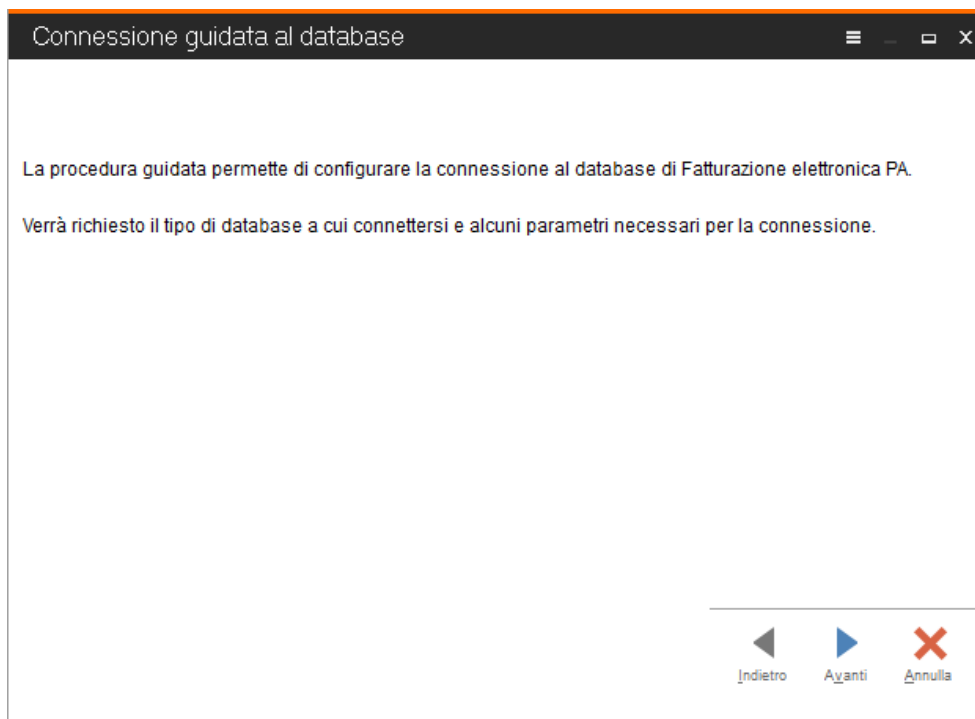 Connessione guidata al database
La procedura guidata permette di configurare la connessione al database di Fatturazione elettronica PA.
Verrà richiesto il tipo di database a cui connettersi e alcuni parametri necessari per la connessione.
Indietro Avanti Annulla